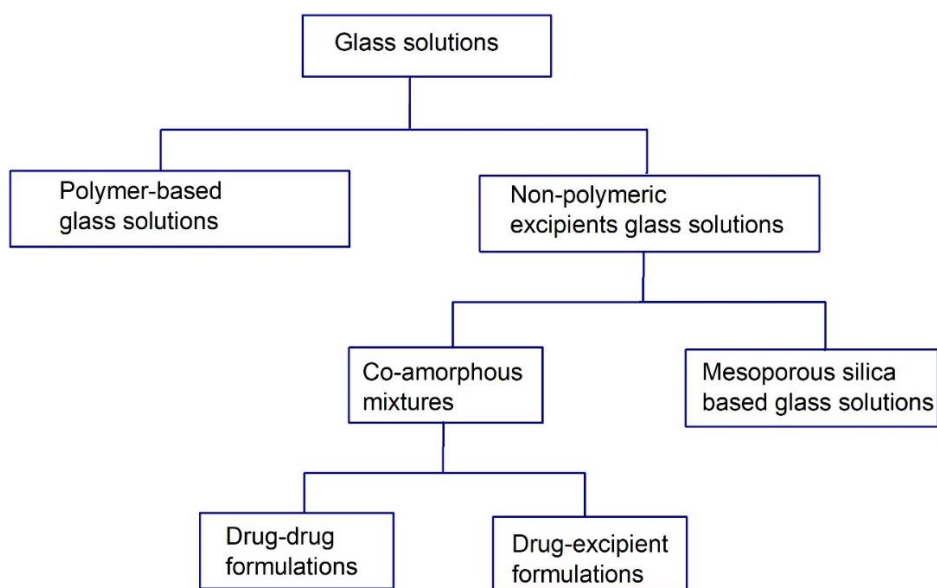 Glass solutions
Polymer-based
glass solutions
Non-polymeric
excipients glass solutions
Co-amorphous
mixtures
Mesoporous silica
based glass solutions
Drug-drug
formulations
Drug-excipient
formulations